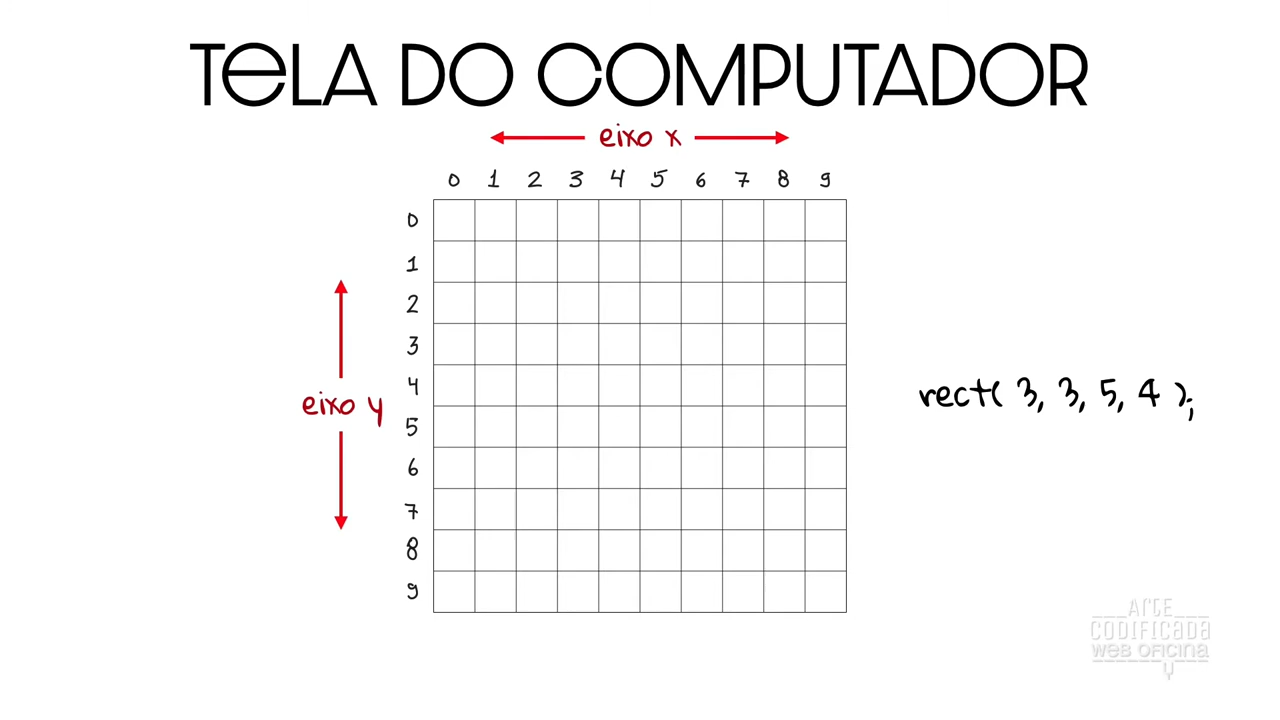 TELA DO COMPUTADOR
eixo x
0 1 2 3 4 5 6 7 8 9
0
1
2
3
4
5
6
7
8
9
eixo y
rect( 3, 3, 5, 4 );
ARTE
CODIFICADA
WEB OFICINA